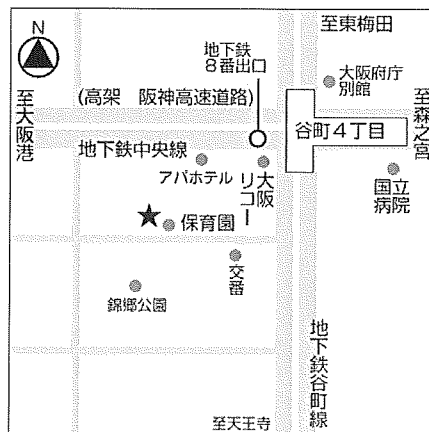 N
至東梅田
地下鉄
8番出口
大阪府庁
別館
(高架 阪神高速道路)
至大阪港
至森之宮
谷町4丁目
地下鉄中央線
アパホテル
大阪
リコー
国立
病院
★
保育園
交番
錦郷公園
地下鉄谷町線
至天王寺